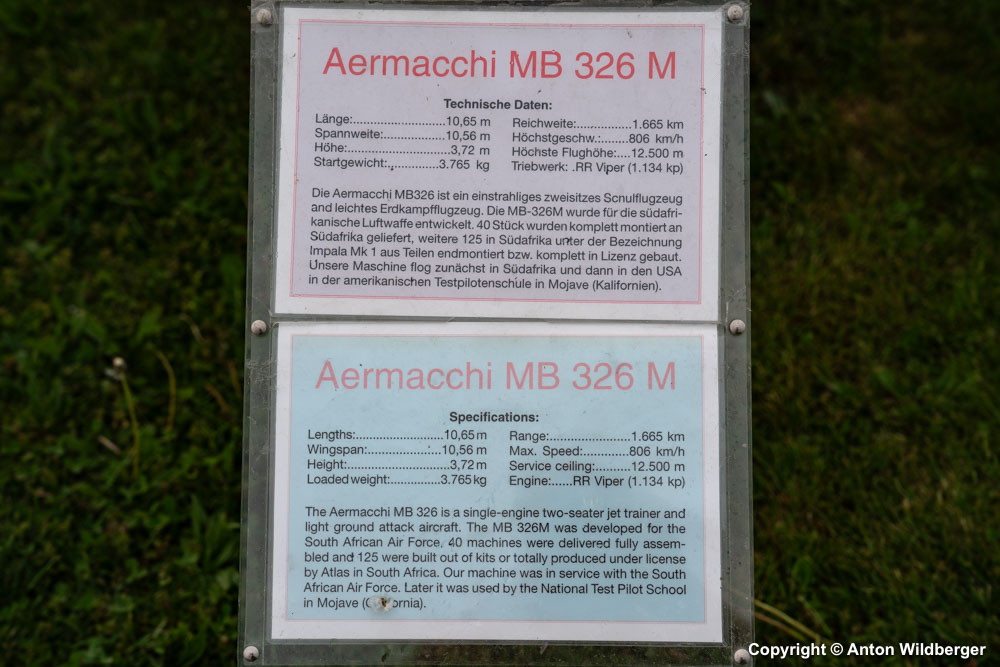 Aermacchi MB 326 M
Technische Daten:
Länge:..........................10,65 m
Spannweite:..................10,56 m
Höhe:.............................3,72 m
Startgewicht:...............3.765 kg
Reichweite:................1.665 km
Höchstgeschw.:........806 km/h
Höchste Flughöhe:....12.500 m
Triebwerk: .RR Viper (1.134 kp)
Die Aermacchi MB326 ist ein einstrahliges zweisitzes Schulflugzeug
and leichtes Erdkampfflugzeug. Die MB-326M wurde für die südafri-
kanische Luftwaffe entwickelt. 40 Stück wurden komplett montiert an
Südafrika geliefert, weitere 125 in Südafrika unter der Bezeichnung
Impala Mk 1 aus Teilen endmontiert bzw. komplett in Lizenz gebaut.
Unsere Maschine flog zunächst in Südafrika und dann in den USA
in der amerikanischen Testpilotenschule in Mojave (Kalifornien).
Aermacchi MB 326 M
Specifications:
Lengths:.........................10,65 m
Wingspan:.....................10,56 m
Height:.............................3,72 m
Loaded weight:..............3.765 kg
Range:.......................1.665 km
Max. Speed:.............806 km/h
Service ceiling:..........12.500 m
Engine:......RR Viper (1.134 kp)
The Aermacchi MB 326 is a single-engine two-seater jet trainer and
light ground attack aircraft. The MB 326M was developed for the
South African Air Force, 40 machines were delivered fully assem-
bled and 125 were built out of kits or totally produced under license
by Atlas in South Africa. Our machine was in service with the South
African Air Force. Later it was used by the National Test Pilot School
in Mojave (California).
Copyright © Anton Wildberger